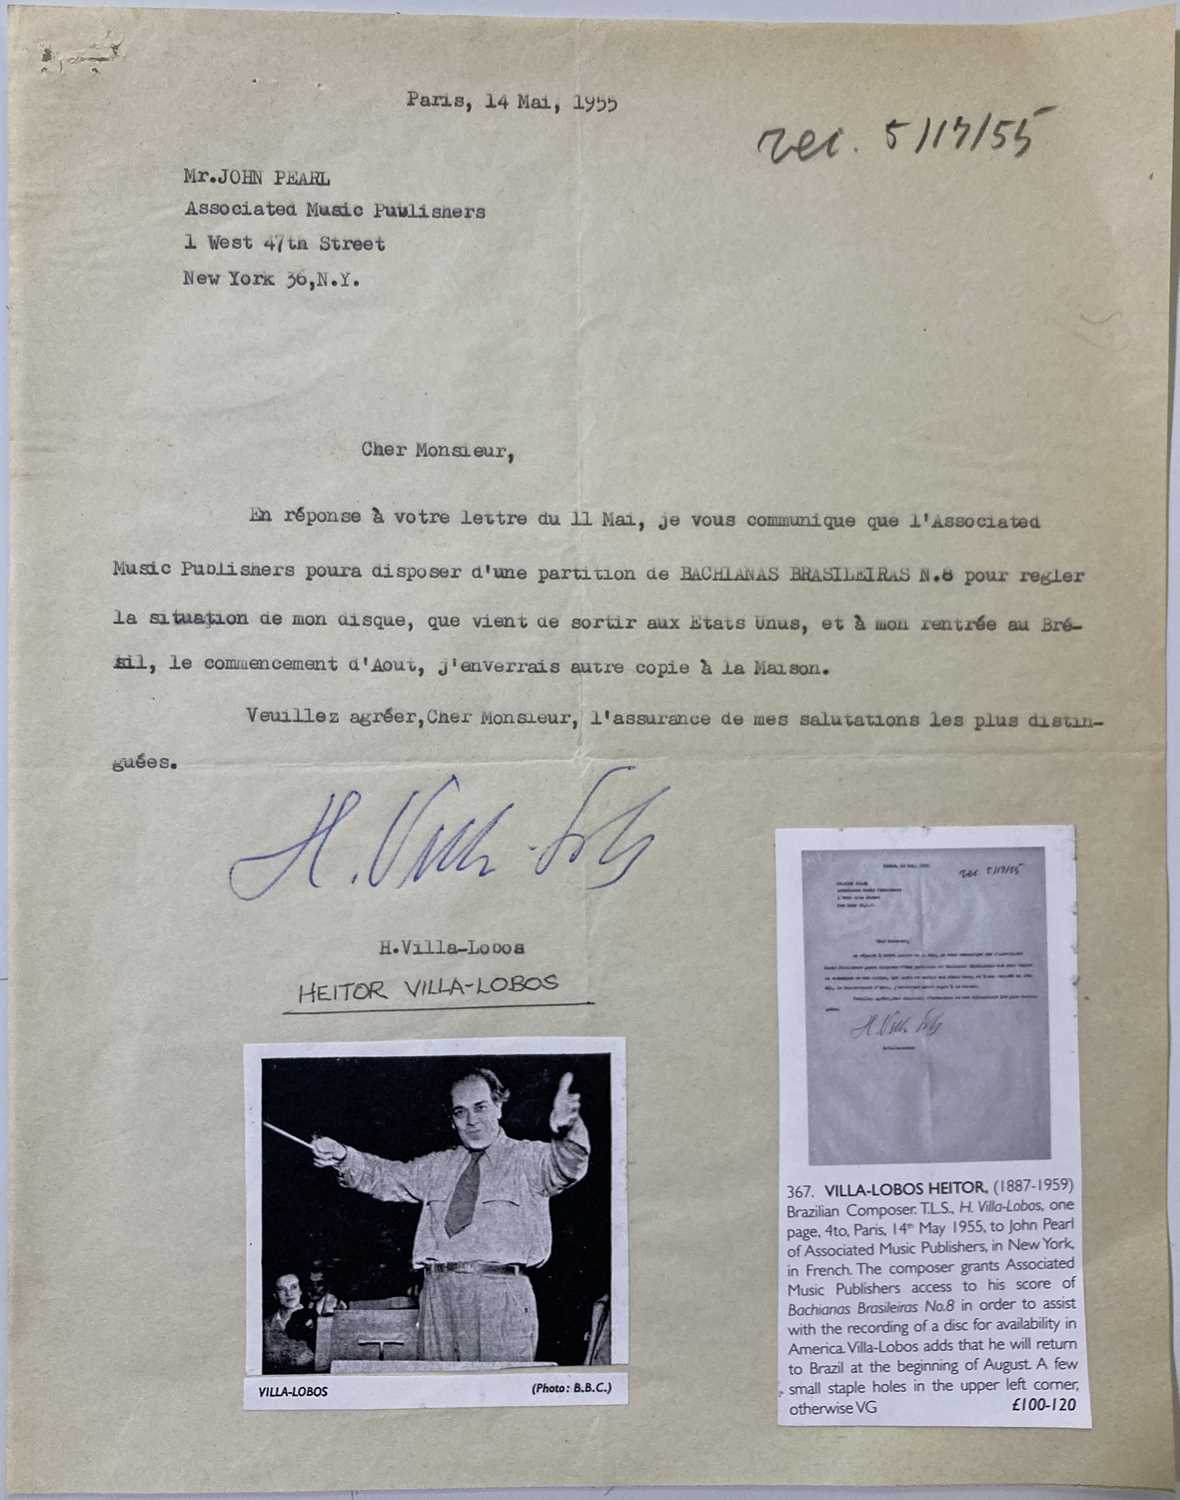 Paris, 14 Mai, 1955
rec. 5/17/55
Mr.JOHN PEARL
Associated Music Publishers
1 West 47th Street
New York 36,N.Y.
Cher Monsieur,
En réponse à votre lettre du 11 Mai, je vous communique que l'Associated
Music Publishers poura disposer d'une partition de BACHIANAS BRASILEIRAS N.8 pour regler
la situation de mon disque, que vient de sortir aux Etats Unus, et à mon rentrée au Bré-
sil, le commencement d'Aout, j'enverrais autre copie à la Maison.
Veuillez agréer,Cher Monsieur, l'assurance de mes salutations les plus distin-
guées.
H. Villa-Lobos
H.Villa-Lobos
HEITOR VILLA-LOBOS
VILLA-LOBOS (Photo: B.B.C.)
rec. 5/17/55
H. Villa-Lobos
367. VILLA-LOBOS HEITOR, (1887-1959)
Brazilian Composer. T.L.S., H. Villa-Lobos, one
page, 4to, Paris, 14th May 1955, to John Pearl
of Associated Music Publishers, in New York,
in French. The composer grants Associated
Music Publishers access to his score of
Bachianas Brasileiras No.8 in order to assist
with the recording of a disc for availability in
America. Villa-Lobos adds that he will return
to Brazil at the beginning of August. A few
small staple holes in the upper left corner,
otherwise VG £100-120